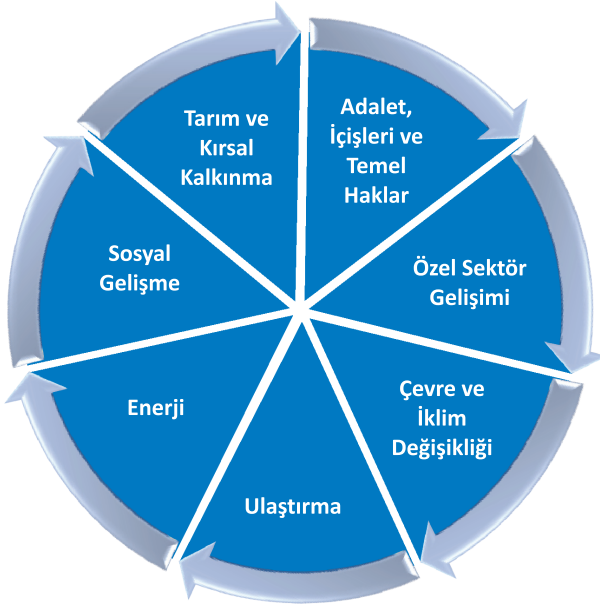 Adalet,
İçişleri ve
Temel
Haklar
Özel Sektör
Gelişimi
Çevre ve
İklim
Değişikliği
Ulaştırma
Enerji
Sosyal
Gelişme
Tarım ve
Kırsal
Kalkınma